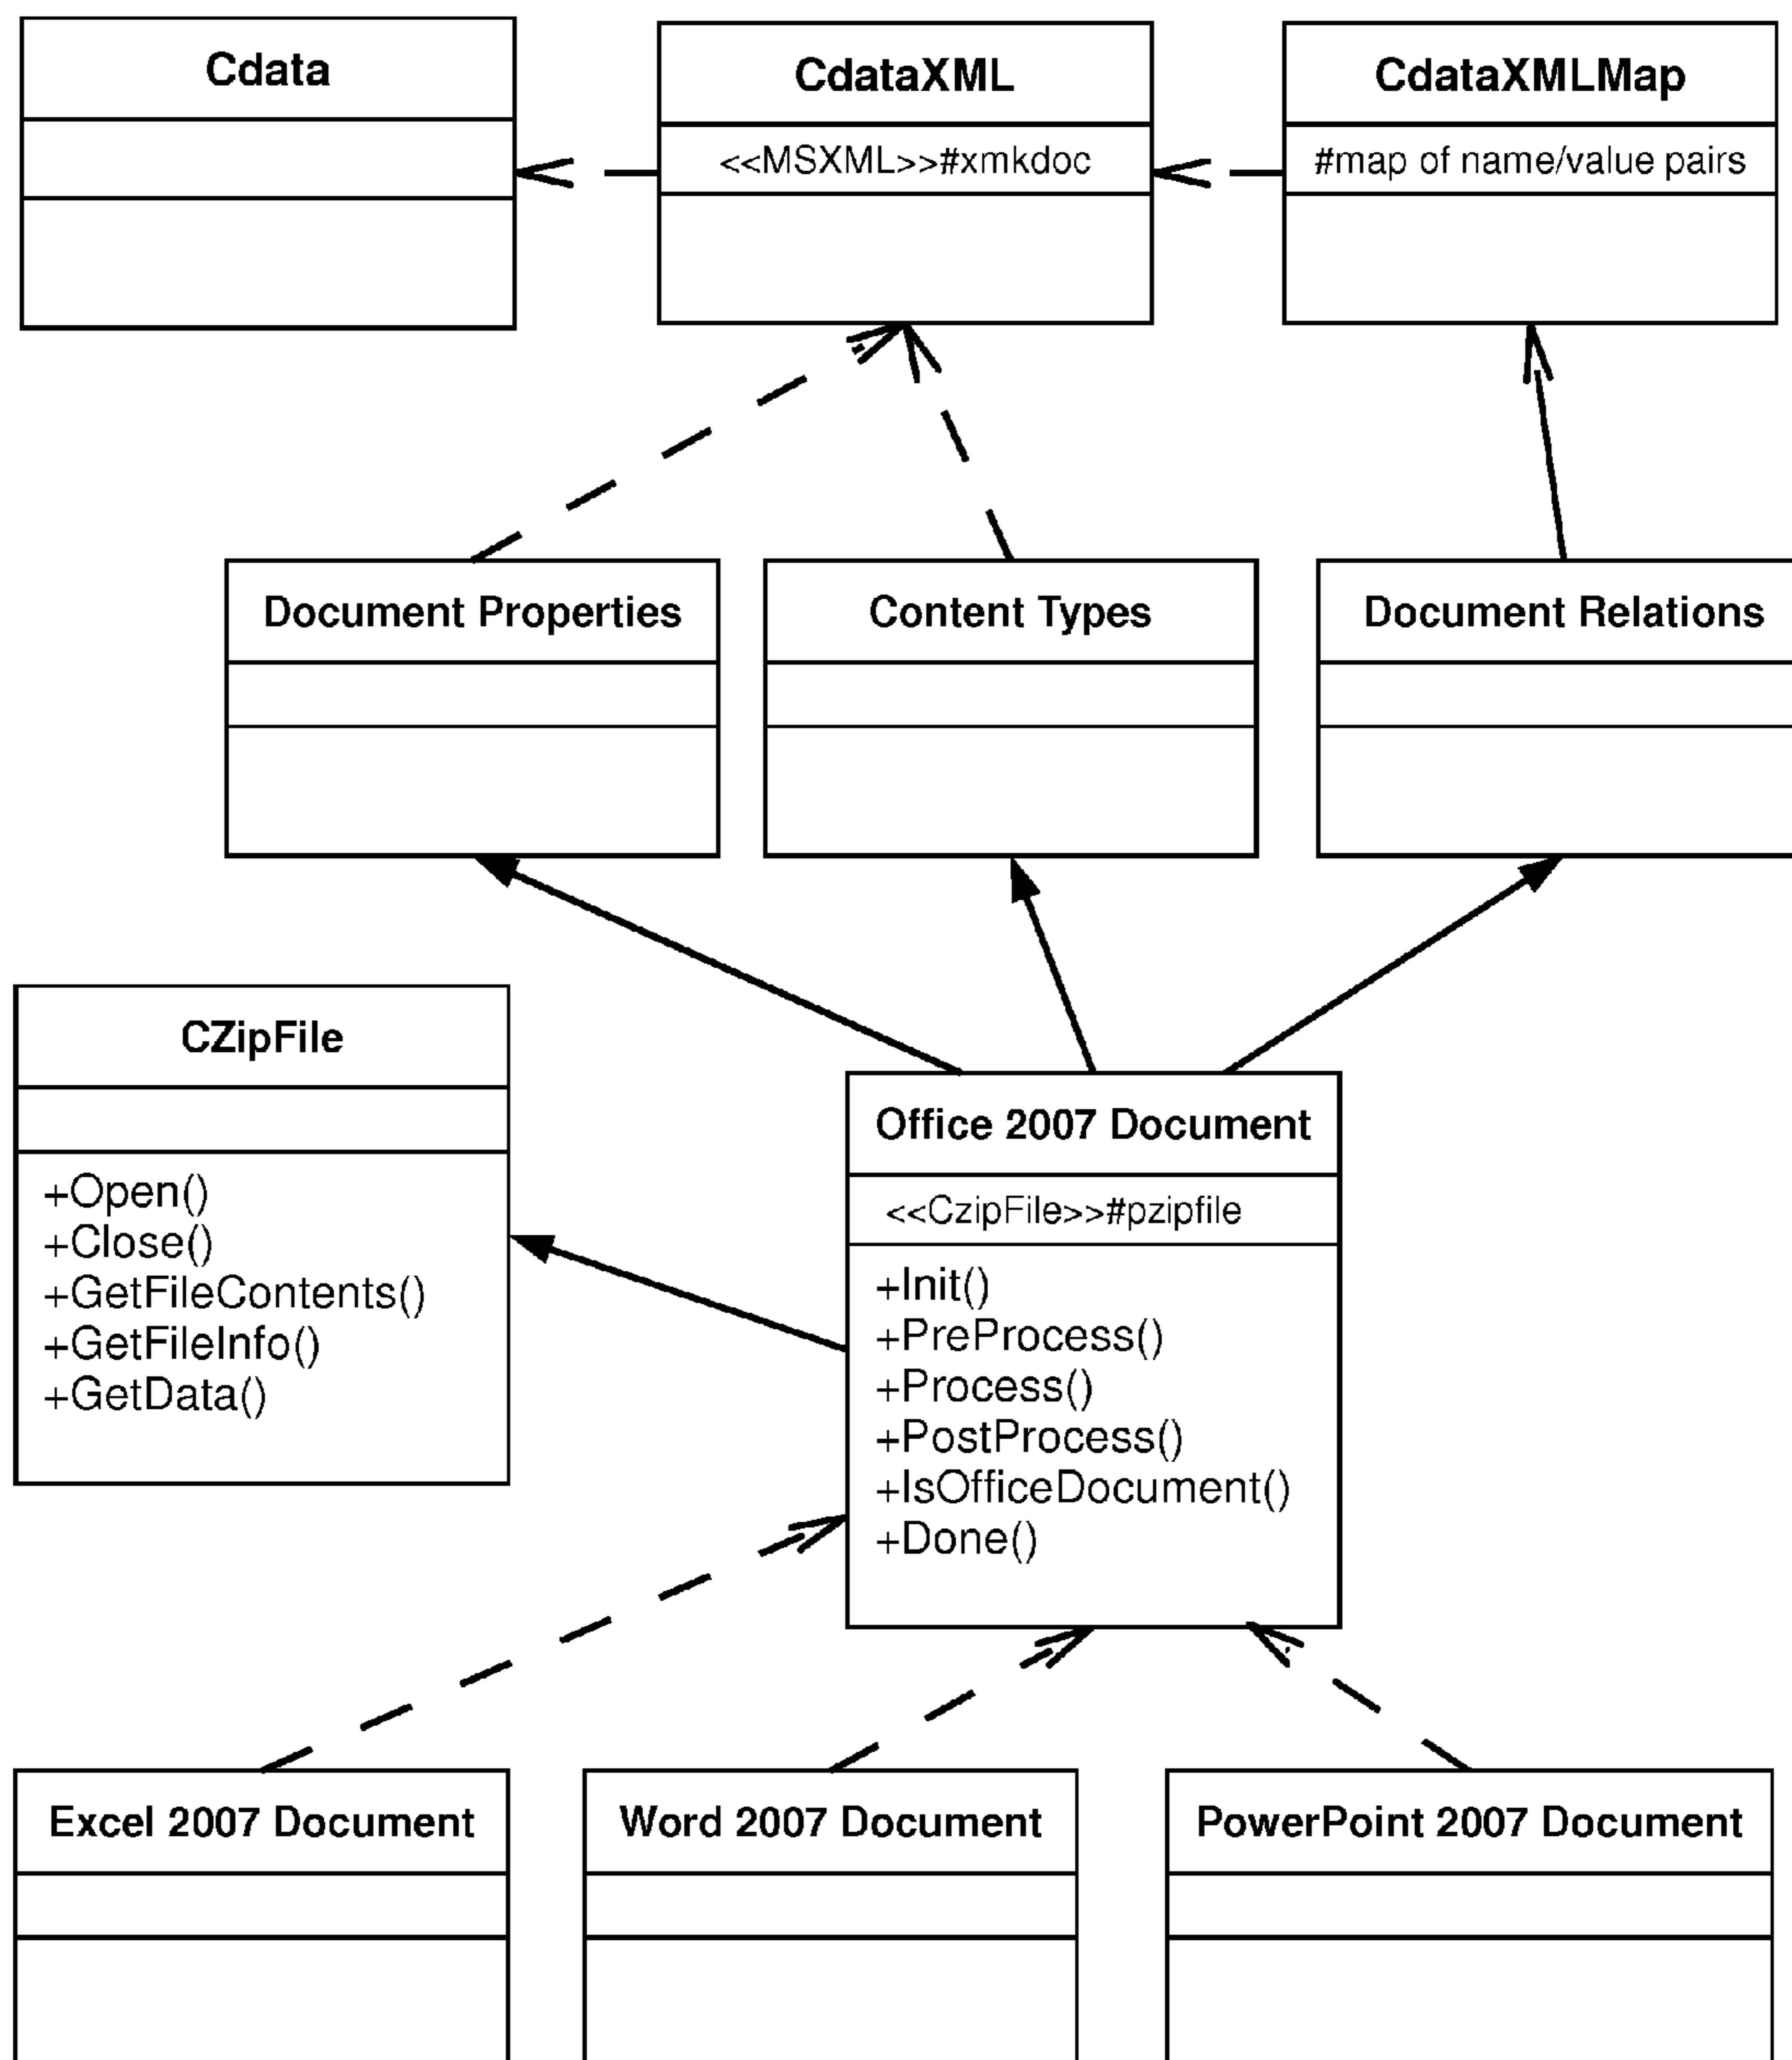 Cdata
CdataXML
<<MSXML>>#xmkdoc
CdataXMLMap
#map of name/value pairs
Document Properties
Content Types
Document Relations
CZipFile
+Open()
+Close()
+GetFileContents()
+GetFileInfo()
+GetData()
Office 2007 Document
<<CzipFile>>#pzipfile
+Init()
+PreProcess()
+Process()
+PostProcess()
+IsOfficeDocument()
+Done()
Excel 2007 Document
Word 2007 Document
PowerPoint 2007 Document